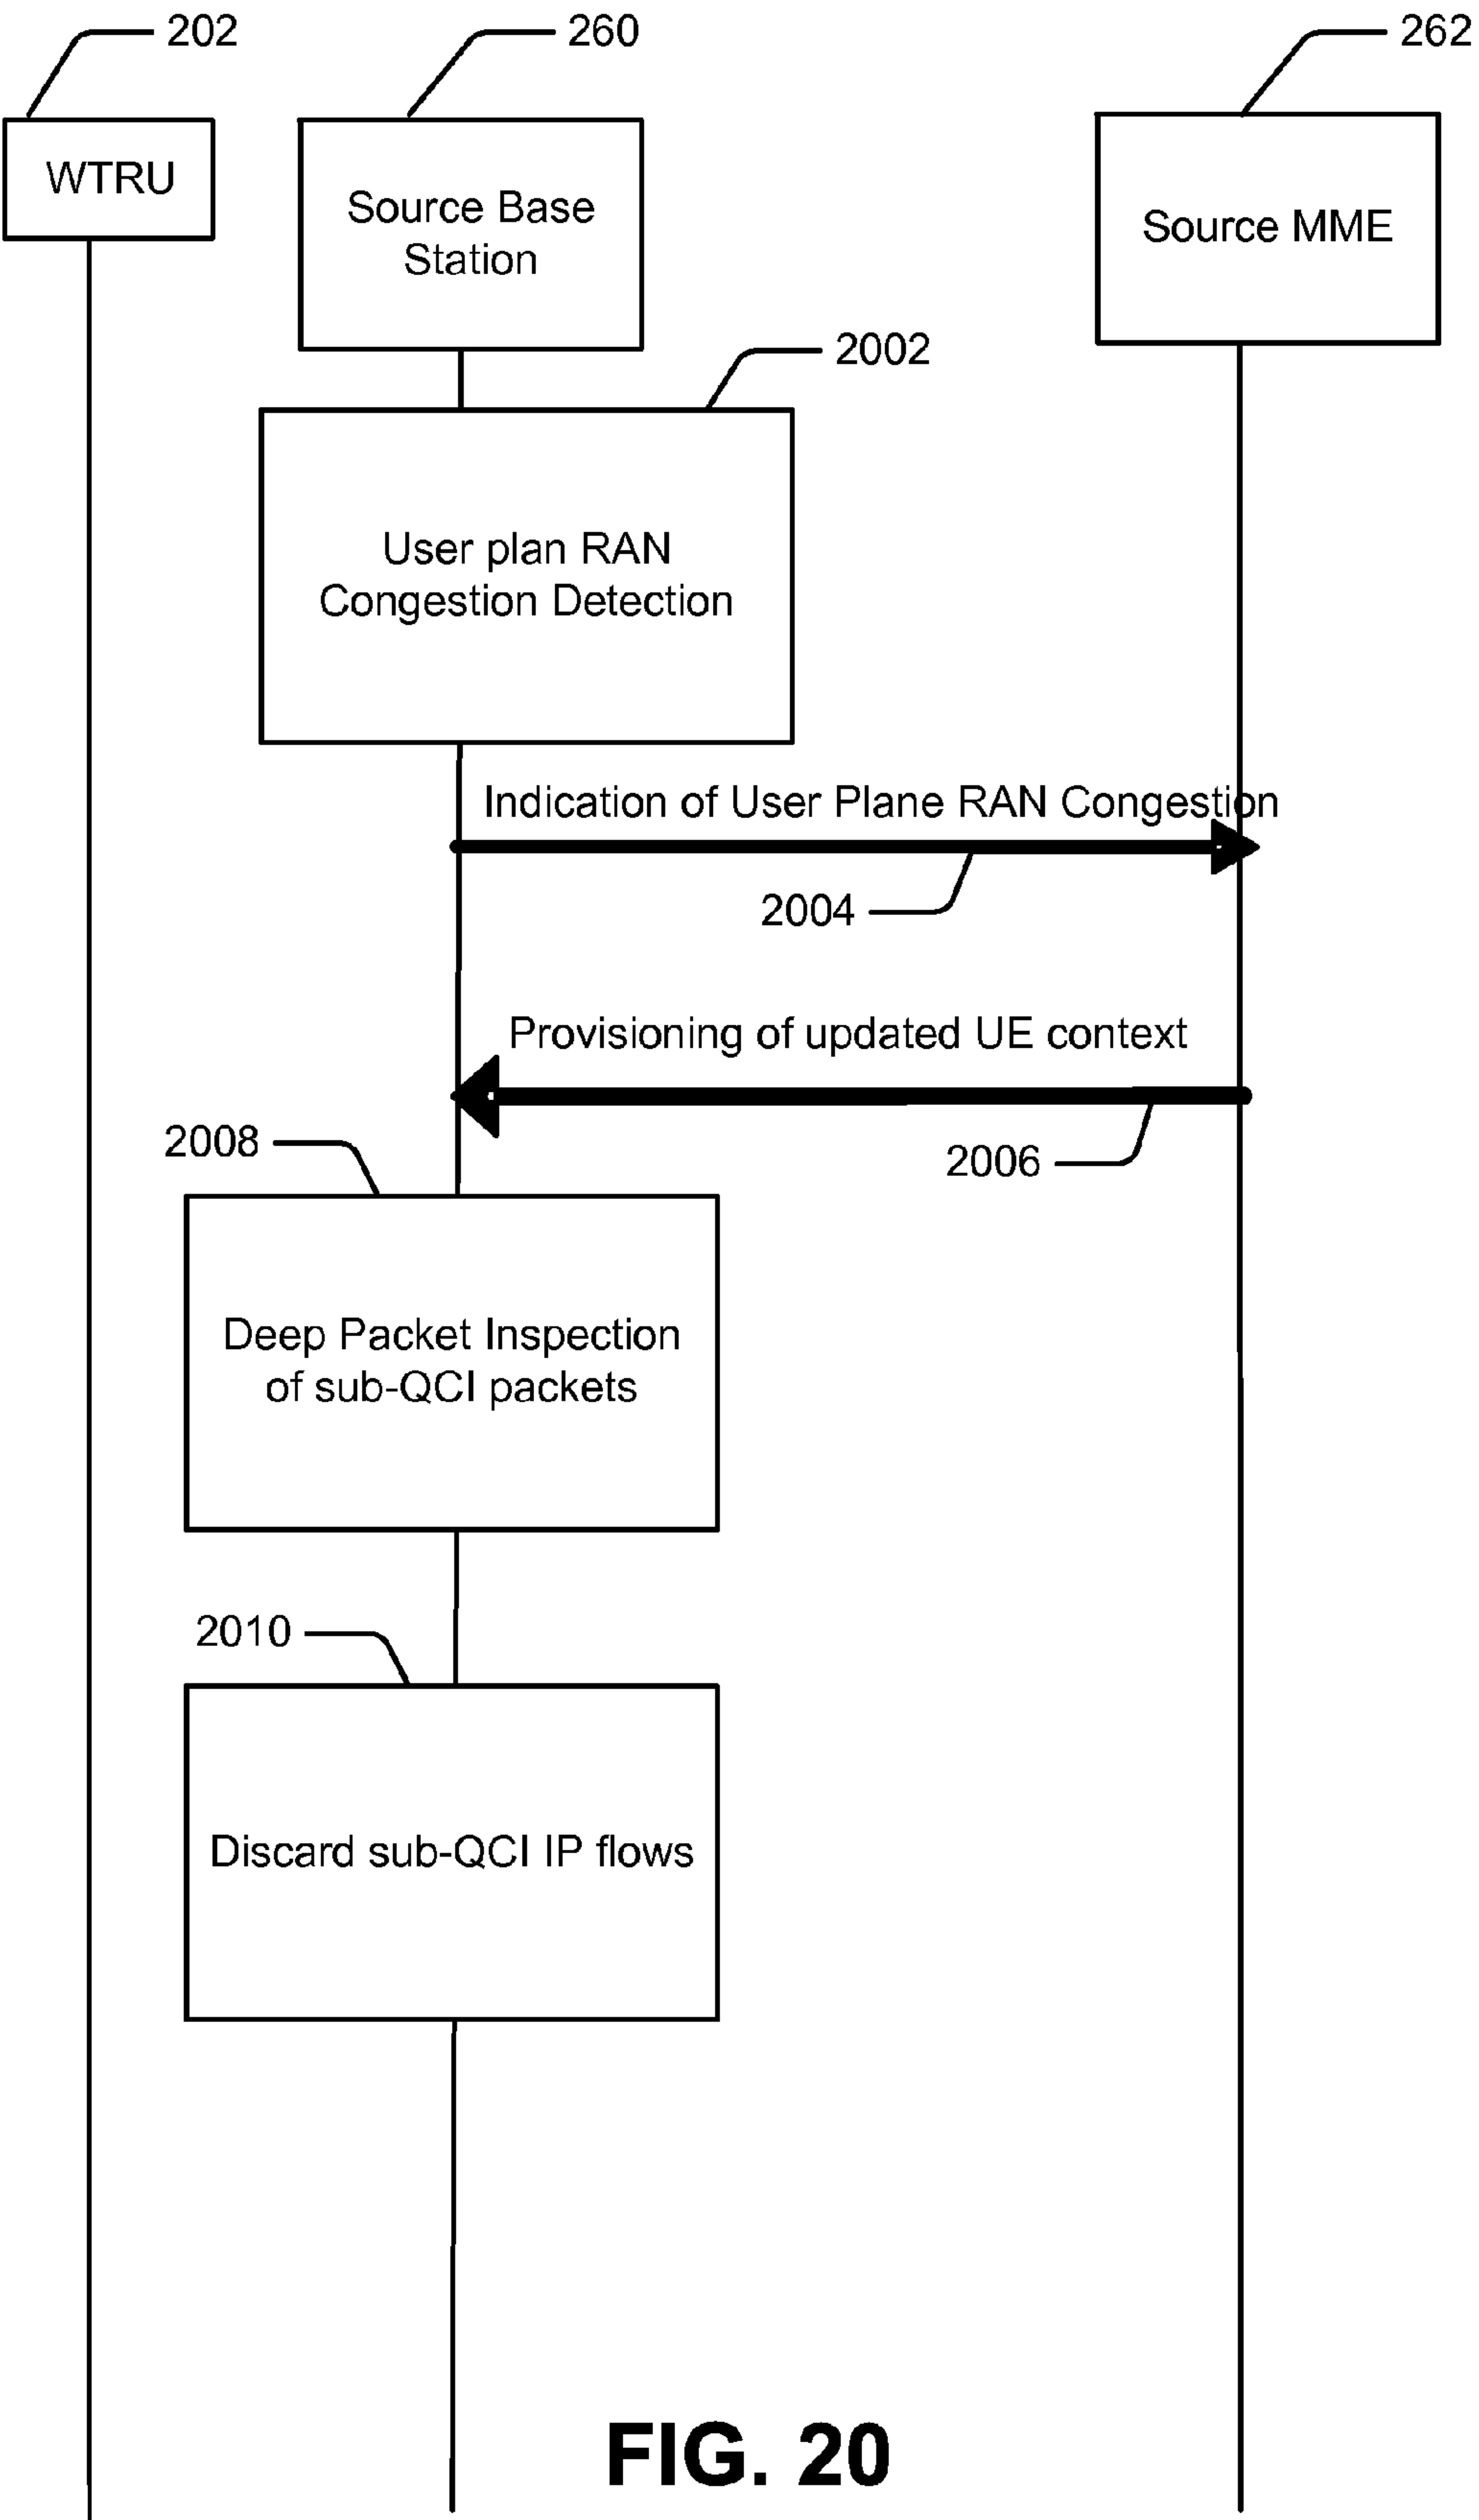 202
260
262
WTRU
Source Base
Station
Source MME
2002
User plan RAN
Congestion Detection
Indication of User Plane RAN Congestion
2004
Provisioning of updated UE context
2008
2006
Deep Packet Inspection
of sub-QCI packets
2010
Discard sub-QCI IP flows
FIG. 20